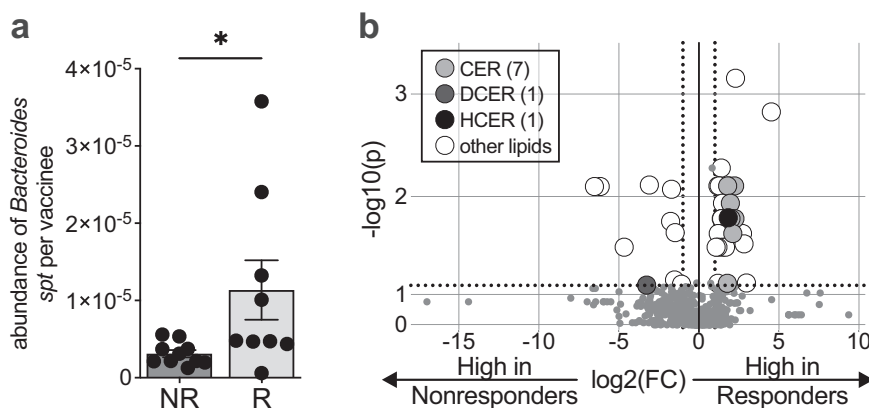 a
*
abundance of Bacteroides
spt per vaccinee
4×10⁻⁵
3×10⁻⁵
2×10⁻⁵
1×10⁻⁵
0
NR R
b
CER (7)
DCER (1)
HCER (1)
other lipids
-log10(p)
3
2
1
0
-15 -10 -5 0 5 10
High in
Nonresponders
log2(FC)
High in
Responders